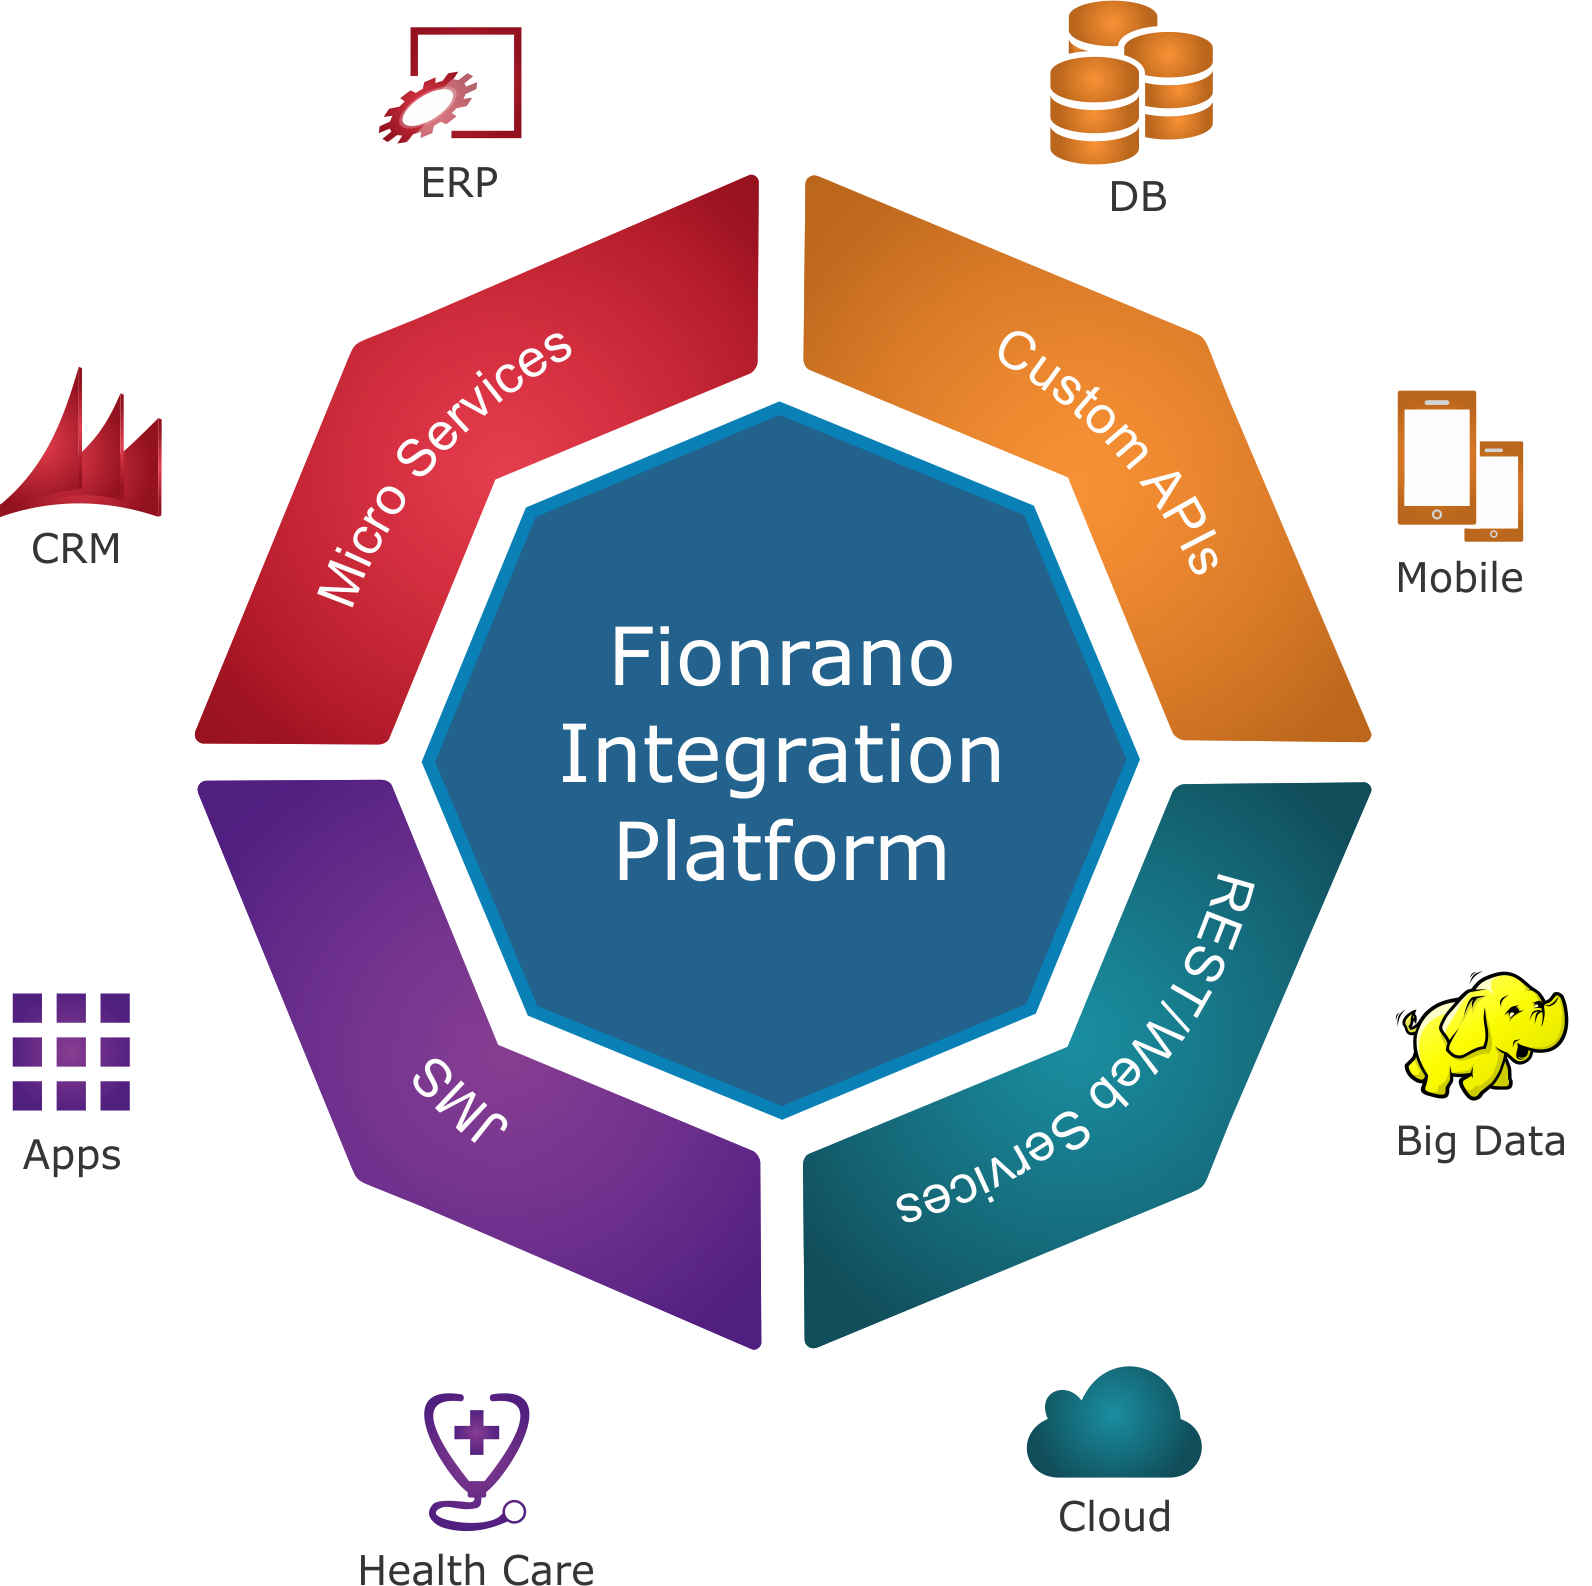 ERP
DB
CRM
Mobile
Micro Services
Custom APIs
Fionrano
Integration
Platform
JMS
REST/Web Services
Apps
Big Data
Health Care
Cloud